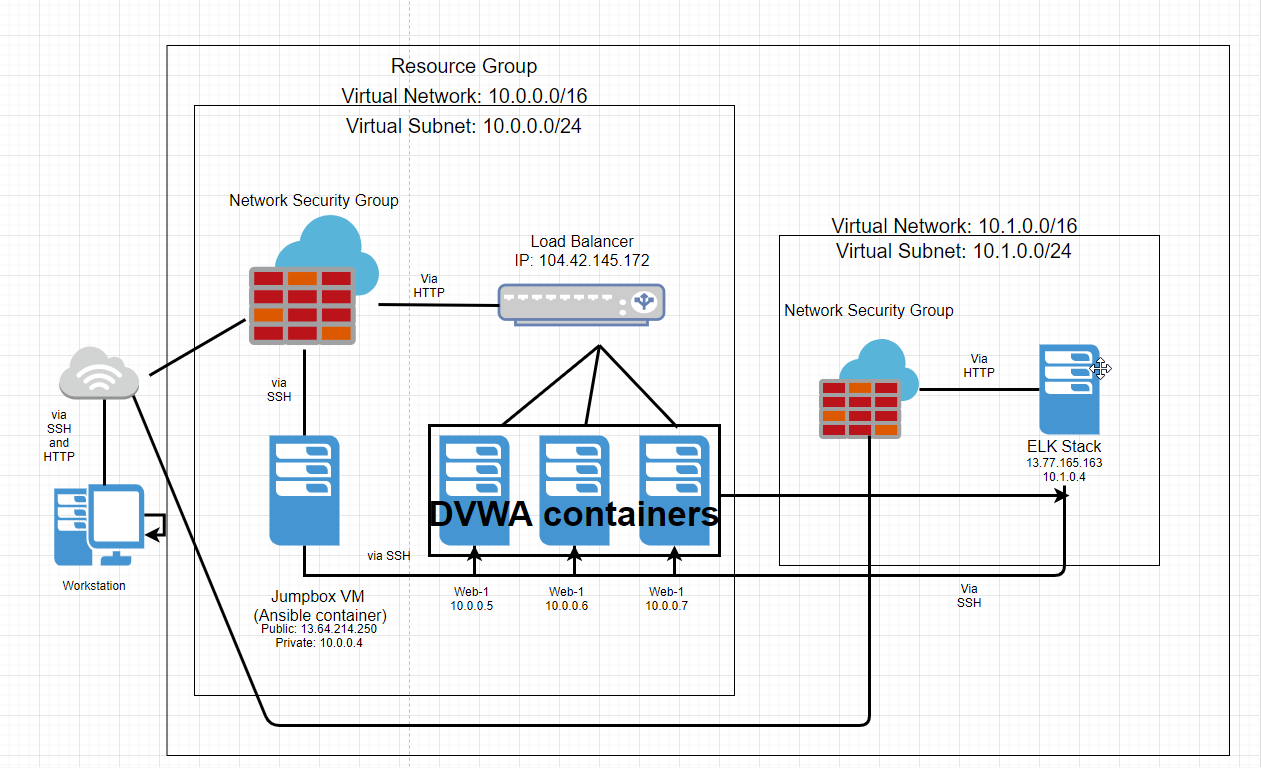 Resource Group
Virtual Network: 10.0.0.0/16
Virtual Subnet: 10.0.0.0/24
Network Security Group
Load Balancer
IP: 104.42.145.172
Via
HTTP
via
SSH
Virtual Network: 10.1.0.0/16
Virtual Subnet: 10.1.0.0/24
Network Security Group
Via
HTTP
ELK Stack
13.77.165.163
10.1.0.4
via
SSH
and
HTTP
Workstation
DVWA containers
via SSH
Jumpbox VM
(Ansible container)
Public: 13.64.214.250
Private: 10.0.0.4
Web-1
10.0.0.5
Web-1
10.0.0.6
Web-1
10.0.0.7
Via
SSH